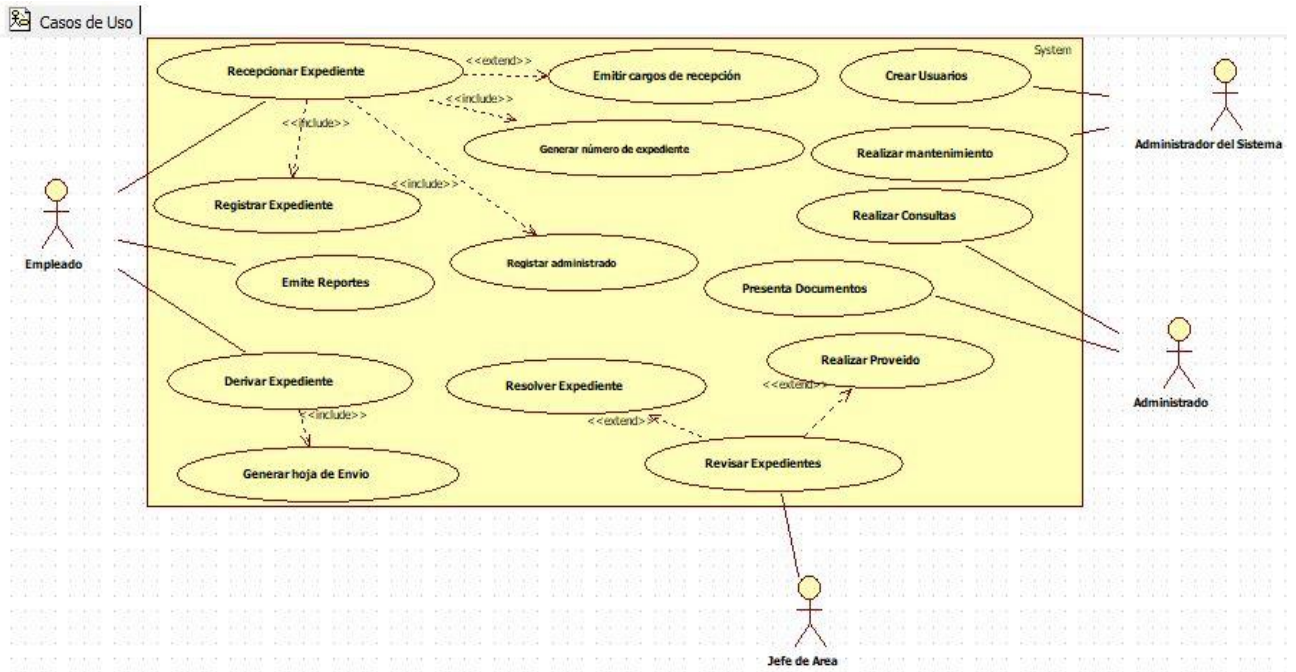 Casos de Uso
System
Recepcionar Expediente
<<extend>>
Emitir cargos de recepción
Crear Usuarios
<<include>>
<<include>>
Generar número de expediente
Realizar mantenimiento
Administrador del Sistema
<<include>>
Registrar Expediente
Realizar Consultas
Empleado
Registar administrado
Emite Reportes
Presenta Documentos
Realizar Proveido
Derivar Expediente
Resolver Expediente
<<extend>>
Administrado
<<include>>
<<extend>>
Generar hoja de Envio
Revisar Expedientes
Jefe de Area